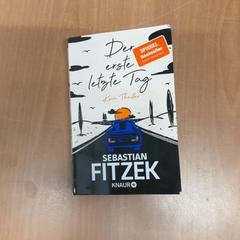 Der
erste
letzte Tag
Kein Thriller
SPIEGEL
Bestseller
SEBASTIAN
FITZEK
KNAUR